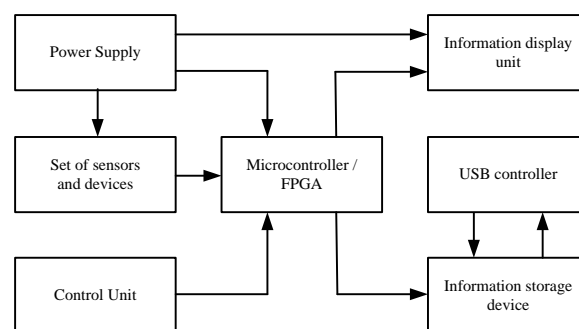 Power Supply
Information display
unit
Set of sensors
and devices
Microcontroller /
FPGA
USB controller
Control Unit
Information storage
device